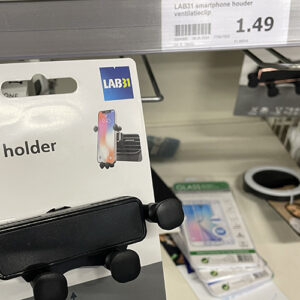 LAB31 smartphone houder
ventilatieclip
1.49
LAB31
holder
GLASS